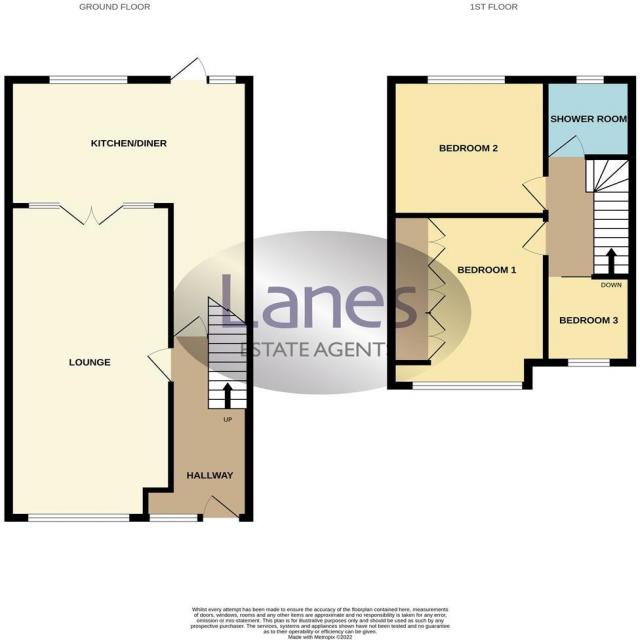 GROUND FLOOR
1ST FLOOR
KITCHEN/DINER
LOUNGE
HALLWAY
UP
BEDROOM 2
SHOWER ROOM
BEDROOM 1
DOWN
BEDROOM 3
Lanes
ESTATE AGENTS
Whilst every attempt has been made to ensure the accuracy of the floorplan contained here, measurements
of doors, windows, rooms and any other items are approximate and no responsibility is taken for any error,
omission or mis-statement. This plan is for illustrative purposes only and should be used as such by any
prospective purchaser. The services, systems and appliances shown have not been tested and no guarantee
as to their operability or efficiency can be given.
Made with Metropix ©2022